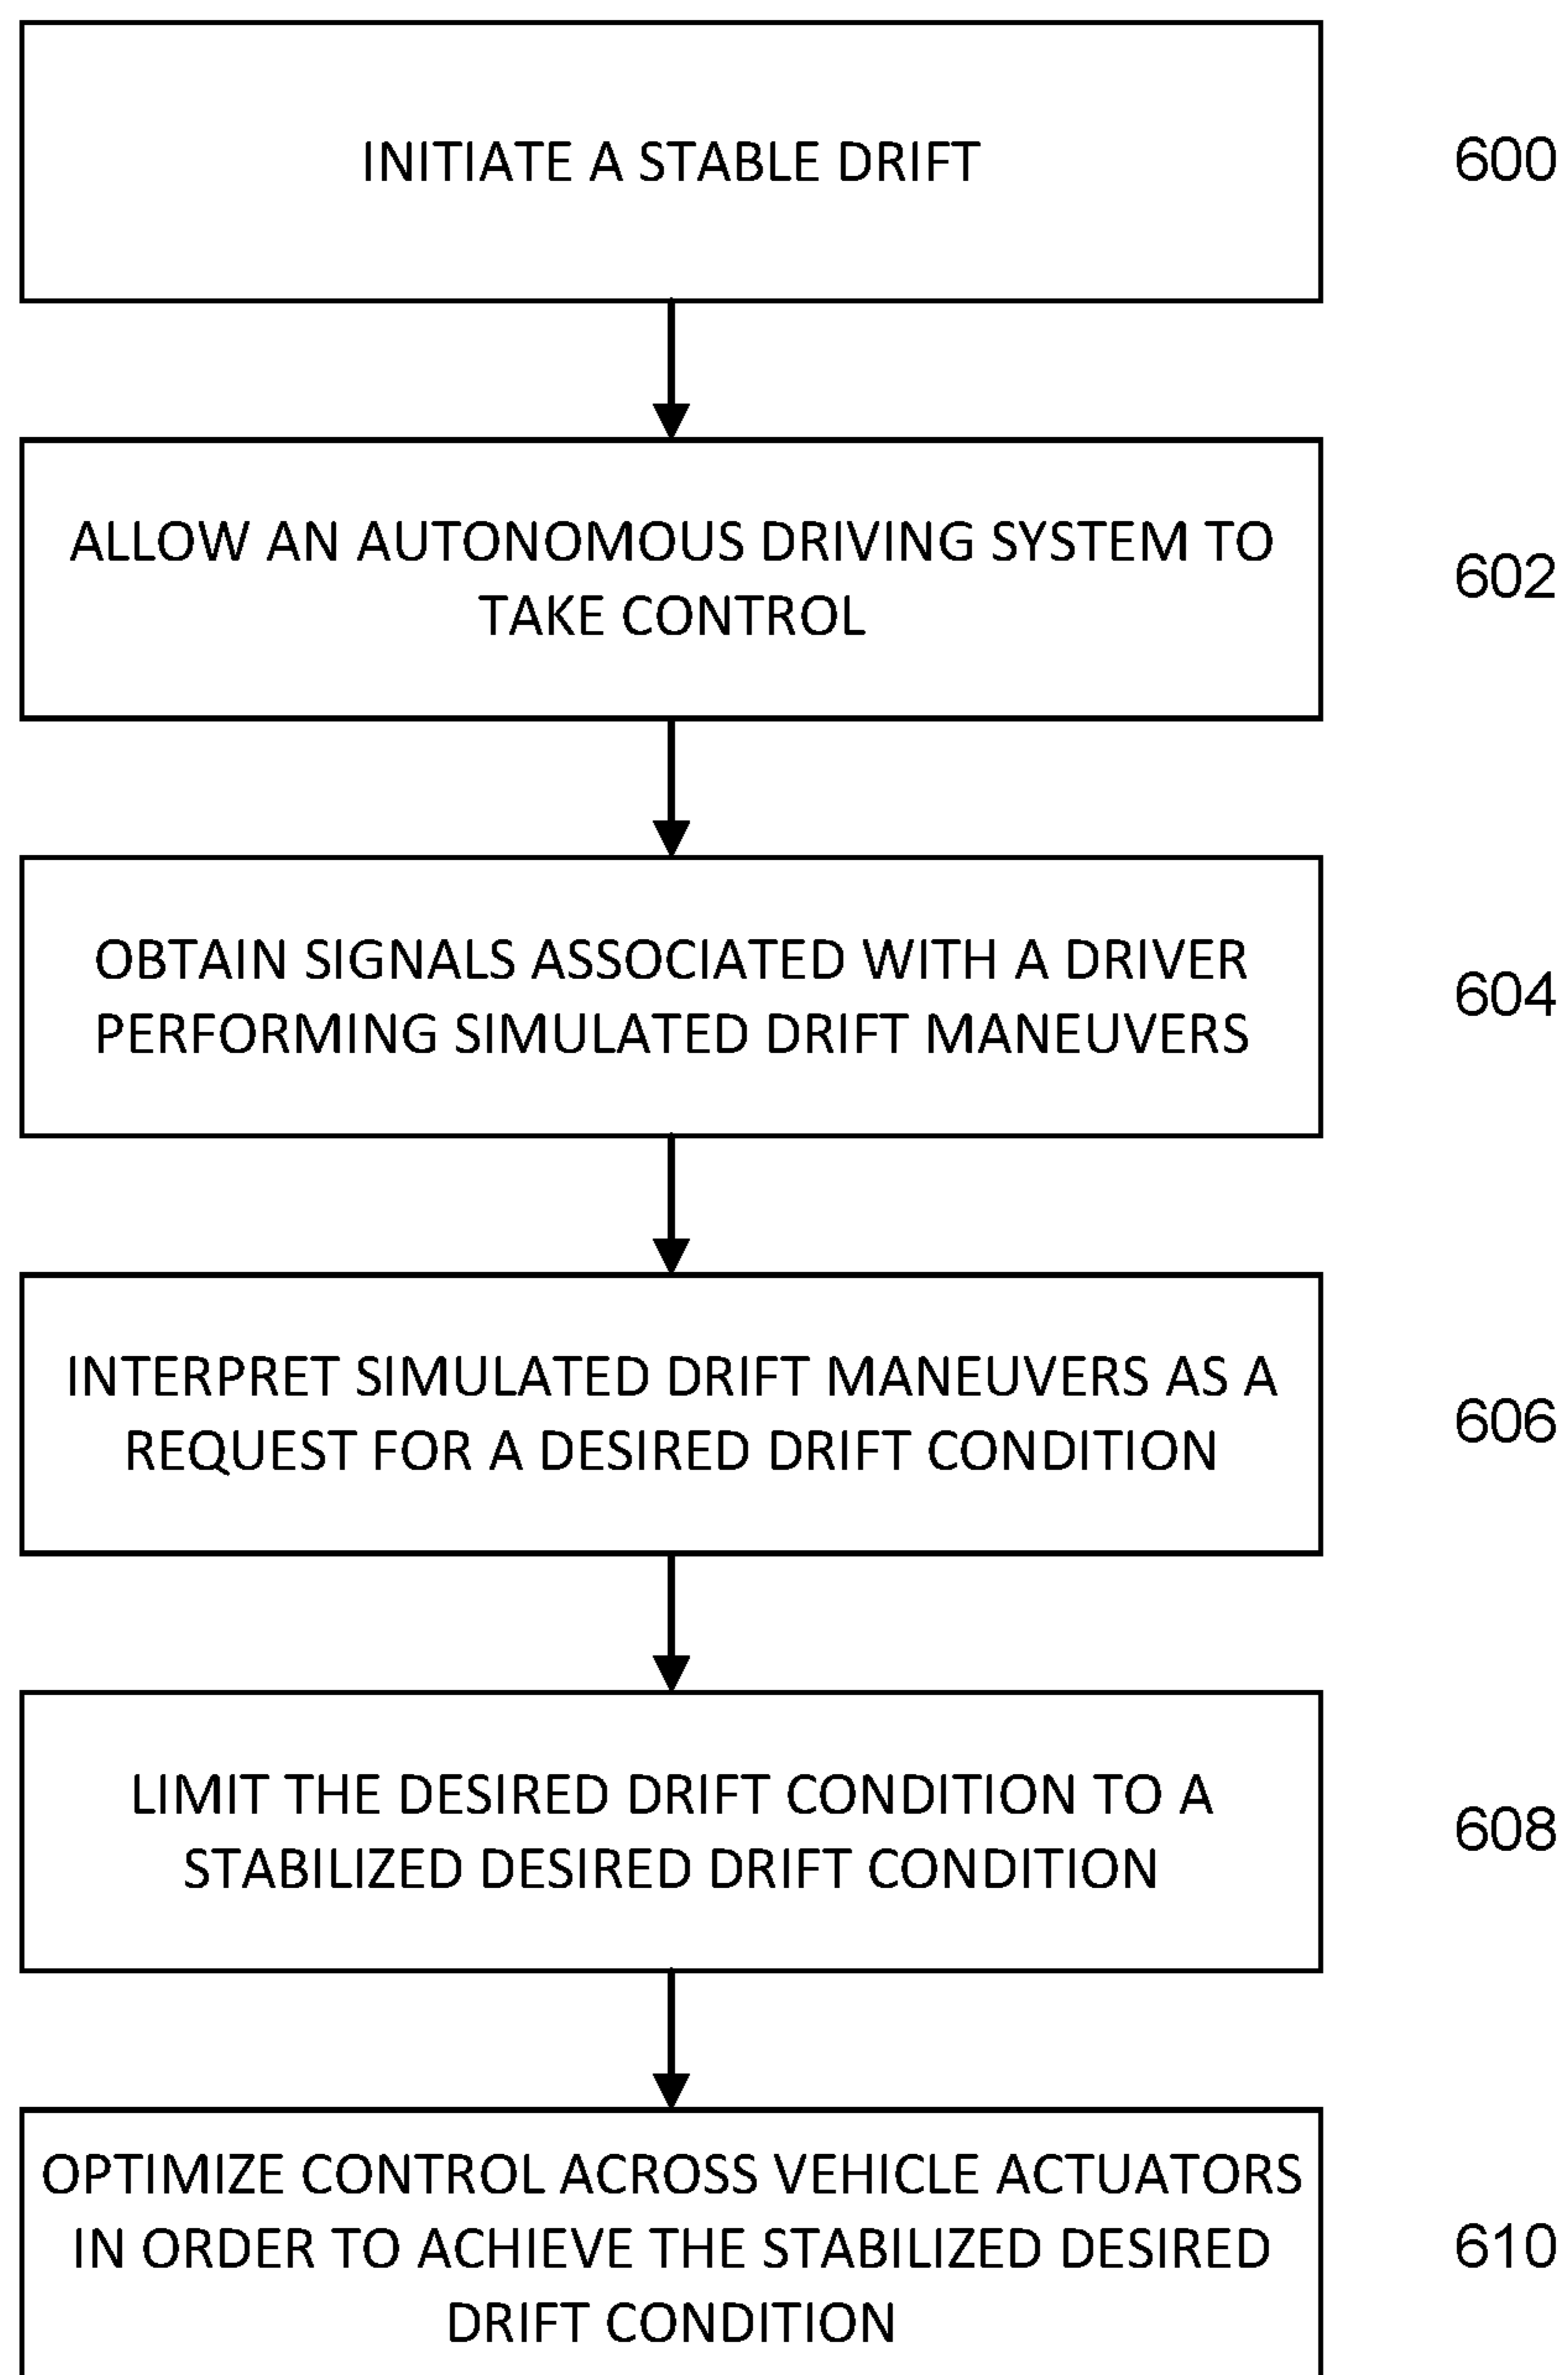 INITIATE A STABLE DRIFT
600
ALLOW AN AUTONOMOUS DRIVING SYSTEM TO
TAKE CONTROL
602
OBTAIN SIGNALS ASSOCIATED WITH A DRIVER
PERFORMING SIMULATED DRIFT MANEUVERS
604
INTERPRET SIMULATED DRIFT MANEUVERS AS A
REQUEST FOR A DESIRED DRIFT CONDITION
606
LIMIT THE DESIRED DRIFT CONDITION TO A
STABILIZED DESIRED DRIFT CONDITION
608
OPTIMIZE CONTROL ACROSS VEHICLE ACTUATORS
IN ORDER TO ACHIEVE THE STABILIZED DESIRED
DRIFT CONDITION
610